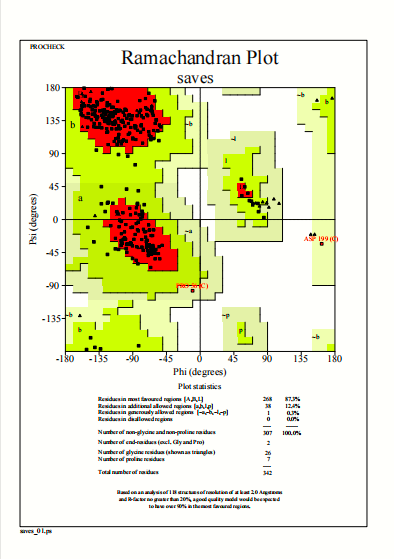 PROCHECK
Ramachandran Plot
saves
180
135
90
45
0
-45
-90
-135
Psi (degrees)
b
~b
b
~b
b
~l
l
L
a
~a
ASP 199 (C)
~b
b
~p
p
~b
-180
-135
-90
-45
0
45
90
135
180
Phi (degrees)
Plot statistics
Residues in most favoured regions [A,B,L] 268 87.3%
Residues in additional allowed regions [a,b,l,p] 38 12.4%
Residues in generously allowed regions [~a,~b,~l,~p] 1 0.3%
Residues in disallowed regions 0 0.0%
Number of non-glycine and non-proline residues 307 100.0%
Number of end-residues (excl. Gly and Pro) 2
Number of glycine residues (shown as triangles) 26
Number of proline residues 7
Total number of residues 342
Based on an analysis of 118 structures of resolution of at least 2.0 Angstroms
and R-factor no greater than 20%, a good quality model would be expected
to have over 90% in the most favoured regions.
saves_01.ps